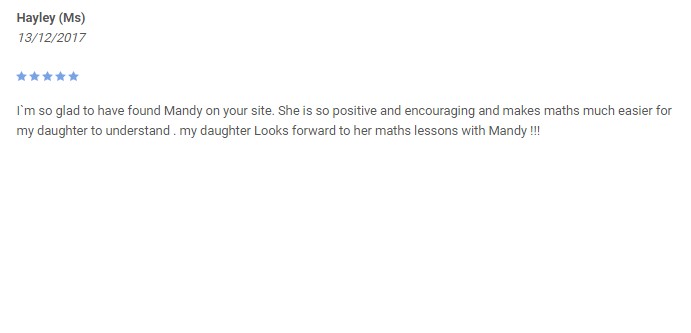 Hayley (Ms)
13/12/2017
I`m so glad to have found Mandy on your site. She is so positive and encouraging and makes maths much easier for
my daughter to understand . my daughter Looks forward to her maths lessons with Mandy !!!